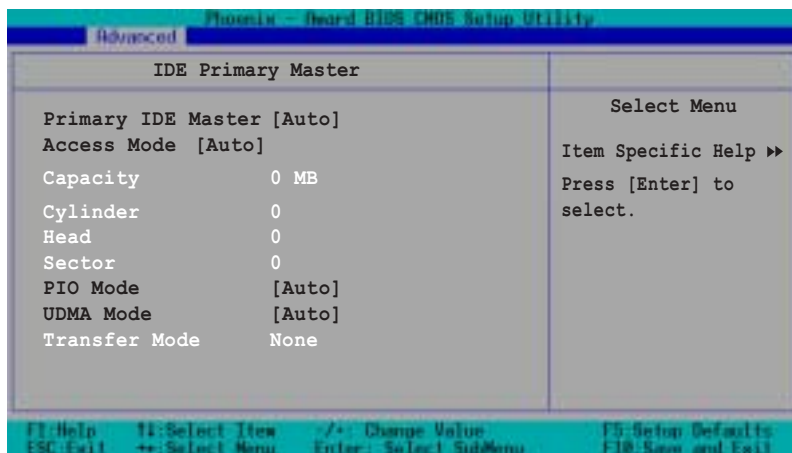 Phoenix - Award BIOS CMOS Setup Utility
Advanced
IDE Primary Master
Primary IDE Master [Auto]
Access Mode [Auto]
Capacity 0 MB
Cylinder 0
Head 0
Sector 0
PIO Mode [Auto]
UDMA Mode [Auto]
Transfer Mode None
Select Menu
Item Specific Help ▸▸
Press [Enter] to
select.
F1:Help ↑↓:Select Item -/+: Change Value F5:Setup Defaults
ESC:Exit ↔:Select Menu Enter: Select SubMenu F10:Save and Exit